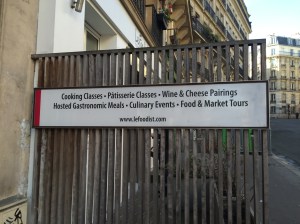 Cooking Classes • Pâtisserie Classes • Wine & Cheese Pairings
Hosted Gastronomic Meals • Culinary Events • Food & Market Tours
www.lefoodist.com